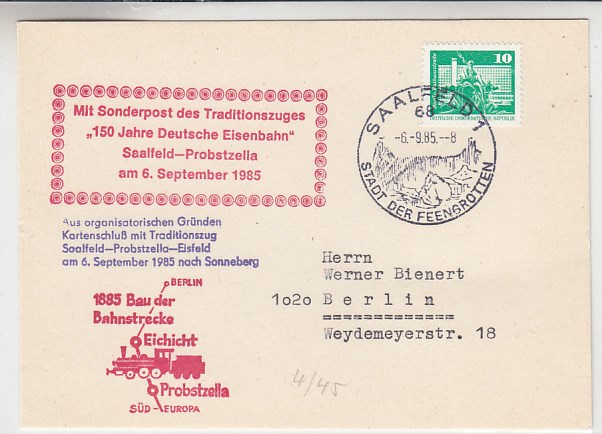 Mit Sonderpost des Traditionszuges
„150 Jahre Deutsche Eisenbahn"
Saalfeld—Probstzella
am 6. September 1985
10
DEUTSCHE DEMOKRATISCHE REPUBLIK
SAALFELD 1
68
-6.-9.85.--8
STADT DER FEENGROTTEN
Aus organisatorischen Gründen
Kartenschluß mit Traditionszug
Saalfeld—Probstzella—Eisfeld
am 6. September 1985 nach Sonneberg
BERLIN
1885 Bau der
Bahnstrecke
Eichicht
Probstzella
SÜD-EUROPA
Herrn
Werner Bienert
1o2o Berlin
=============
Weydemeyerstr. 18
4/45